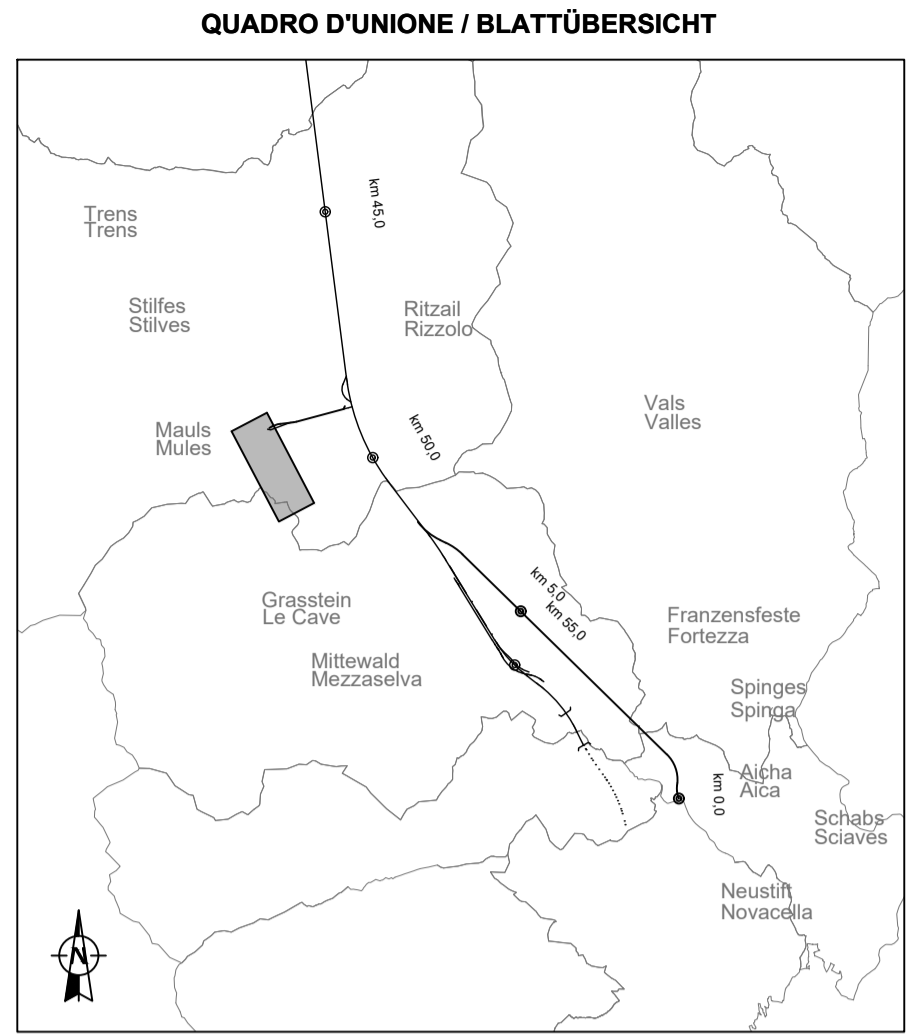 QUADRO D'UNIONE / BLATTÜBERSICHT
km 45,0
Trens
Trens
Stilfes
Stilves
Ritzail
Rizzolo
Vals
Valles
Mauls
Mules
km 50,0
km 5,0
km 55,0
Grasstein
Le Cave
Franzensfeste
Fortezza
Mittewald
Mezzaselva
Spinges
Spinga
Aicha
Aica
km 0,0
Schabs
Sciaves
Neustift
Novacella
N